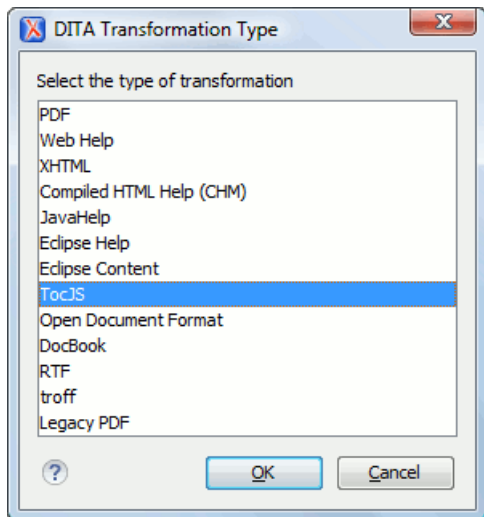 DITA Transformation Type
Select the type of transformation
PDF
Web Help
XHTML
Compiled HTML Help (CHM)
JavaHelp
Eclipse Help
Eclipse Content
TocJS
Open Document Format
DocBook
RTF
troff
Legacy PDF
? OK Cancel